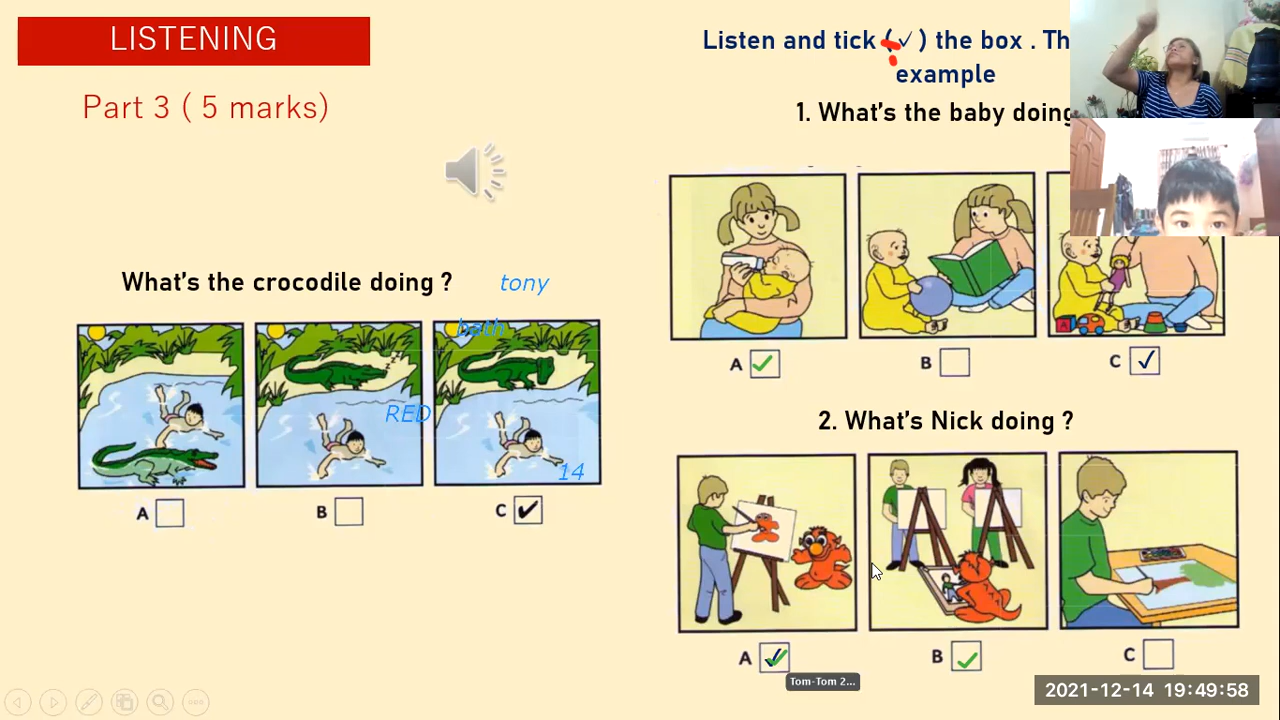 LISTENING
Part 3 ( 5 marks)
Listen and tick ( ✓ ) the box . Th
example
1. What's the baby doing
A ✓
B
C ✓
What's the crocodile doing ?
tony
bath
RED
14
A
B
C ✔
2. What's Nick doing ?
A ✓
B ✓
C
Tom-Tom 2...
2021-12-14 19:49:58